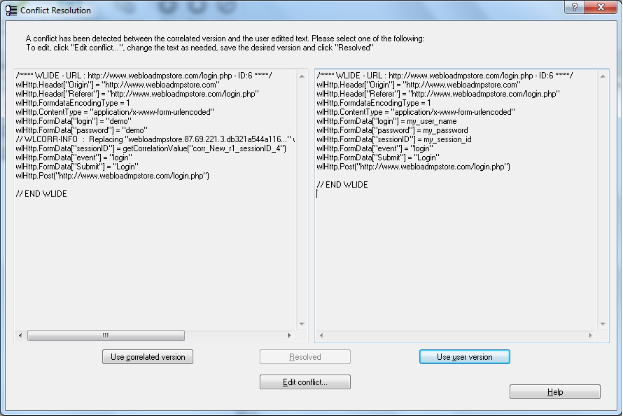 Conflict Resolution
A conflict has been detected between the correlated version and the user editted text. Please select one of the following:
To edit, click "Edit conflict...", change the text as needed, save the desired version and click "Resolved"
/**** WLIDE - URL : http://www.webloadmpstore.com/login.php - ID:6 ****/
wlHttp.Header["Origin"] = "http://www.webloadmpstore.com"
wlHttp.Header["Referer"] = "http://www.webloadmpstore.com/login.php"
wlHttp.FormdataEncodingType = 1
wlHttp.ContentType = "application/x-www-form-urlencoded"
wlHttp.FormData["login"] = "demo"
wlHttp.FormData["password"] = "demo"
// WLCORR-INFO : Replacing "webloadmpstore.87.69.221.3.db321a544a116..."
wlHttp.FormData["sessionID"] = getCorrelationValue("corr_New_r1_sessionID_4")
wlHttp.FormData["event"] = "login"
wlHttp.FormData["Submit"] = "Login"
wlHttp.Post("http://www.webloadmpstore.com/login.php")
// END WLIDE
/**** WLIDE - URL : http://www.webloadmpstore.com/login.php - ID:6 ****/
wlHttp.Header["Origin"] = "http://www.webloadmpstore.com"
wlHttp.Header["Referer"] = "http://www.webloadmpstore.com/login.php"
wlHttp.FormdataEncodingType = 1
wlHttp.ContentType = "application/x-www-form-urlencoded"
wlHttp.FormData["login"] = my_user_name
wlHttp.FormData["password"] = my_password
wlHttp.FormData["sessionID"] = my_session_id
wlHttp.FormData["event"] = "login"
wlHttp.FormData["Submit"] = "Login"
wlHttp.Post("http://www.webloadmpstore.com/login.php")
// END WLIDE
Use correlated version
Resolved
Use user version
Edit conflict...
Help